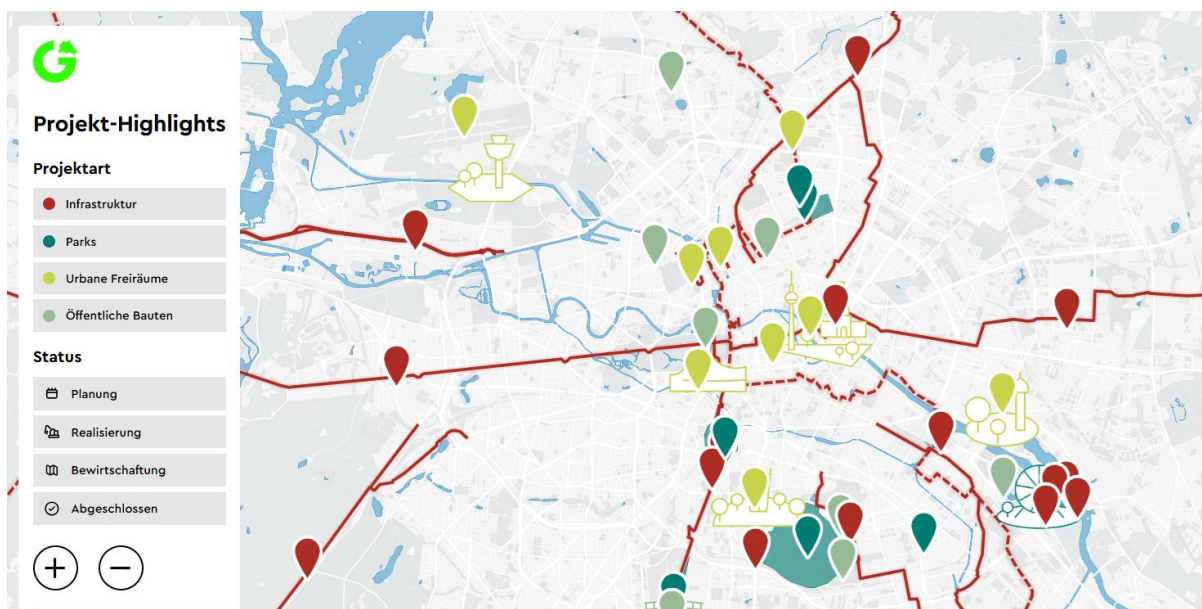 Projekt-Highlights
Projektart
Infrastruktur
Parks
Urbane Freiräume
Öffentliche Bauten
Status
Planung
Realisierung
Bewirtschaftung
Abgeschlossen